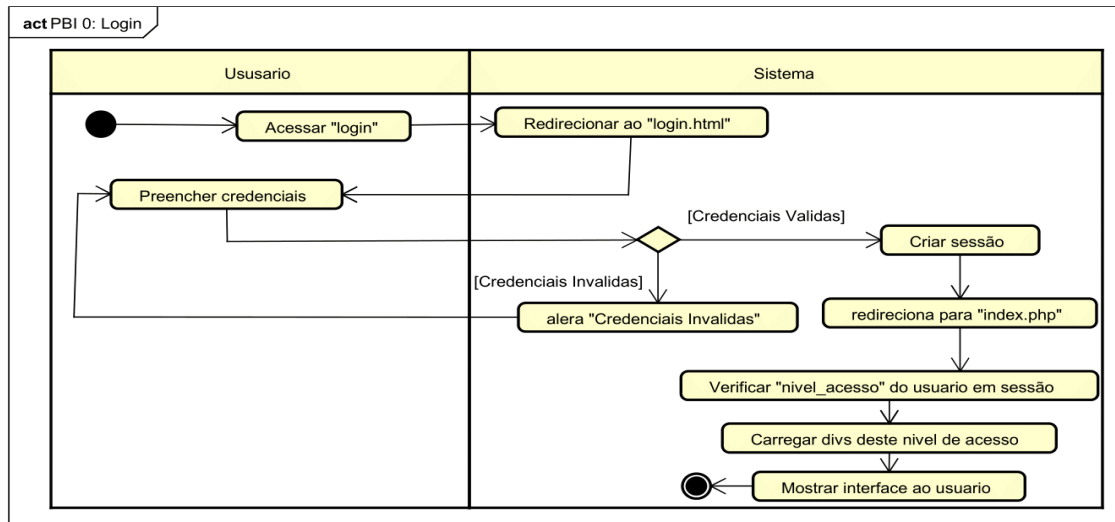 act PBI 0: Login
Ususario
Sistema
Acessar "login"
Redirecionar ao "login.html"
Preencher credenciais
[Credenciais Validas]
Criar sessão
[Credenciais Invalidas]
alera "Credenciais Invalidas"
redireciona para "index.php"
Verificar "nivel_acesso" do usuario em sessão
Carregar divs deste nivel de acesso
Mostrar interface ao usuario